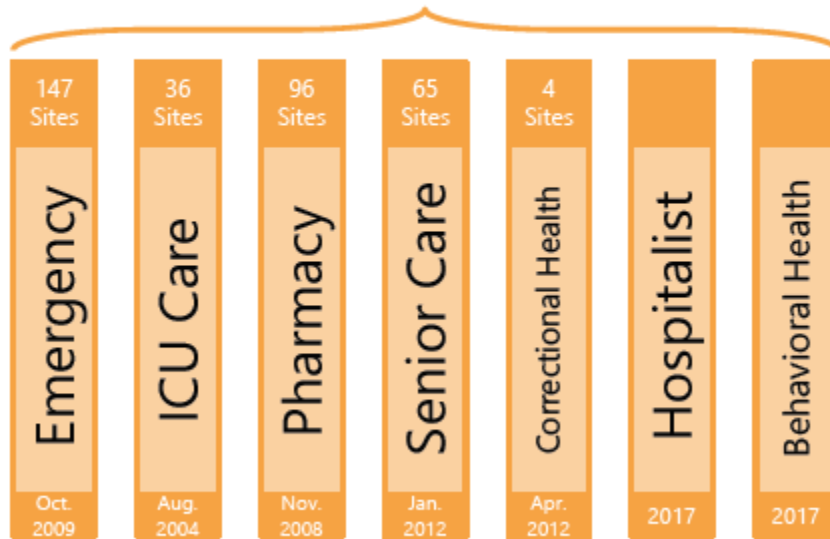 147
Sites
Emergency
Oct.
2009
36
Sites
ICU Care
Aug.
2004
96
Sites
Pharmacy
Nov.
2008
65
Sites
Senior Care
Jan.
2012
4
Sites
Correctional Health
Apr.
2012
Hospitalist
2017
Behavioral Health
2017